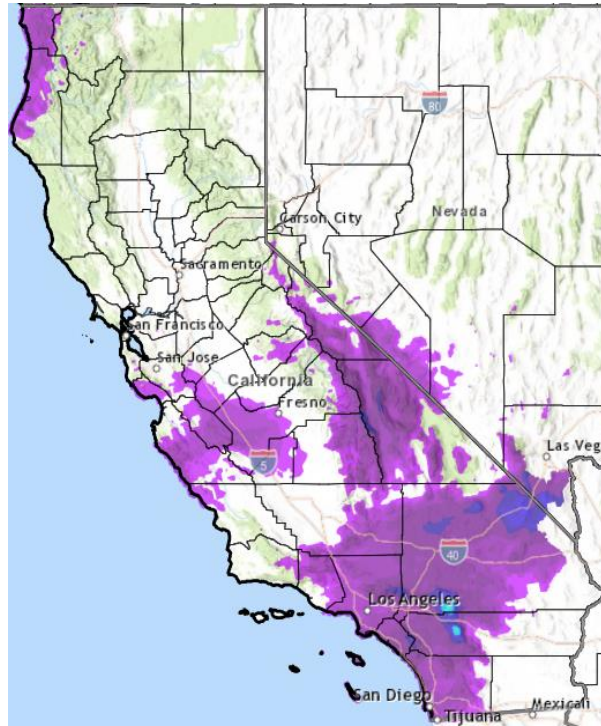 80
Nevada
Carson City
Sacramento
San Francisco
San Jose
California
Fresno
5
Las Veg
40
Los Angeles
San Diego
Tijuana
Mexicali